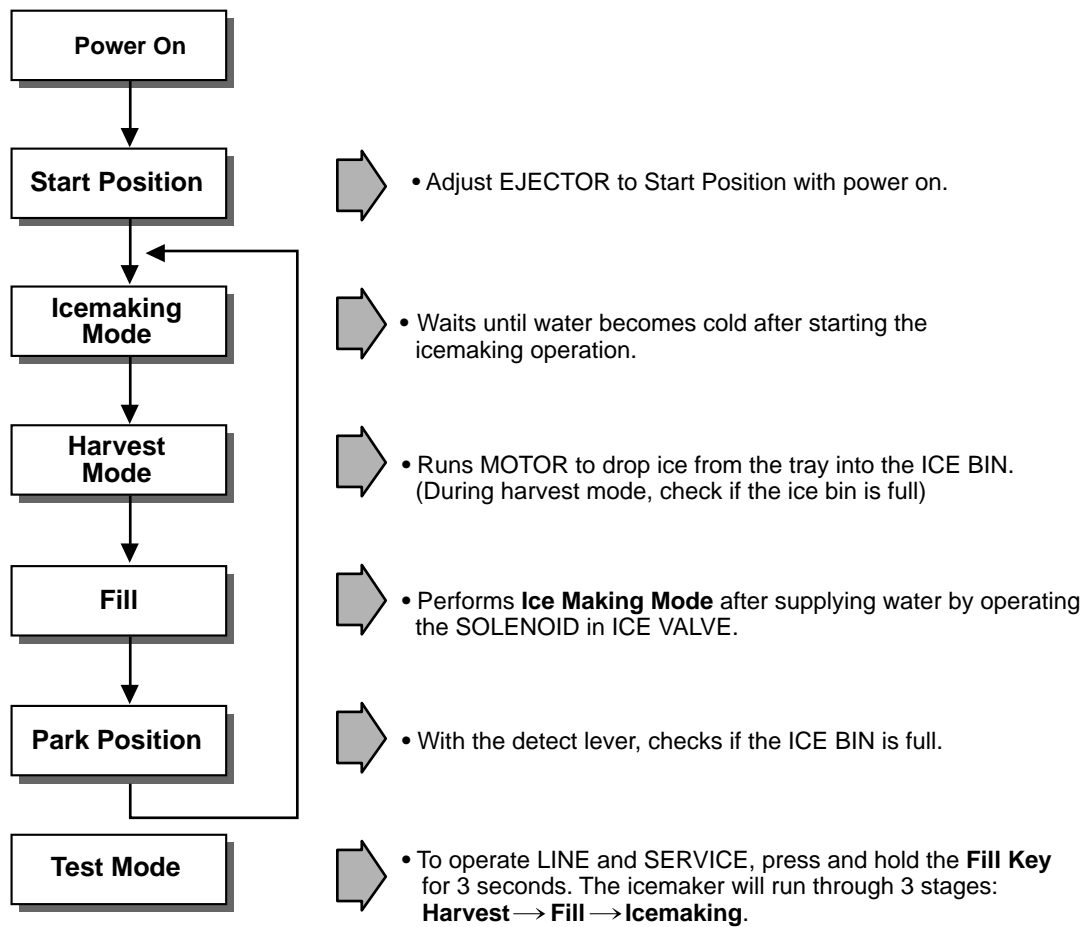 Power On
Start Position
• Adjust EJECTOR to Start Position with power on.
Icemaking
Mode
• Waits until water becomes cold after starting the
icemaking operation.
Harvest
Mode
• Runs MOTOR to drop ice from the tray into the ICE BIN.
(During harvest mode, check if the ice bin is full)
Fill
• Performs Ice Making Mode after supplying water by operating
the SOLENOID in ICE VALVE.
Park Position
• With the detect lever, checks if the ICE BIN is full.
Test Mode
• To operate LINE and SERVICE, press and hold the Fill Key
for 3 seconds. The icemaker will run through 3 stages:
Harvest → Fill → Icemaking.